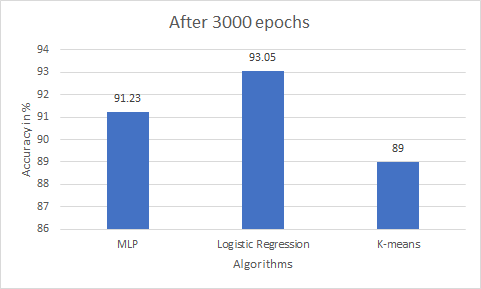 After 3000 epochs
Accuracy in %
94
93
92
91
90
89
88
87
86
91.23
93.05
89
MLP
Logistic Regression
K-means
Algorithms